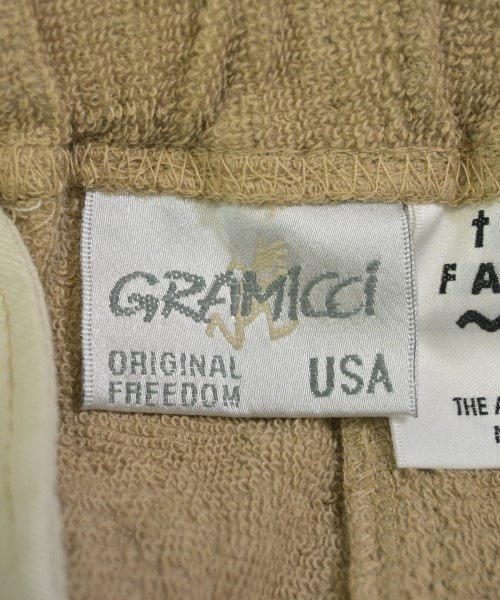 GRAMICCI
ORIGINAL
FREEDOM
USA
t
FA
THE A